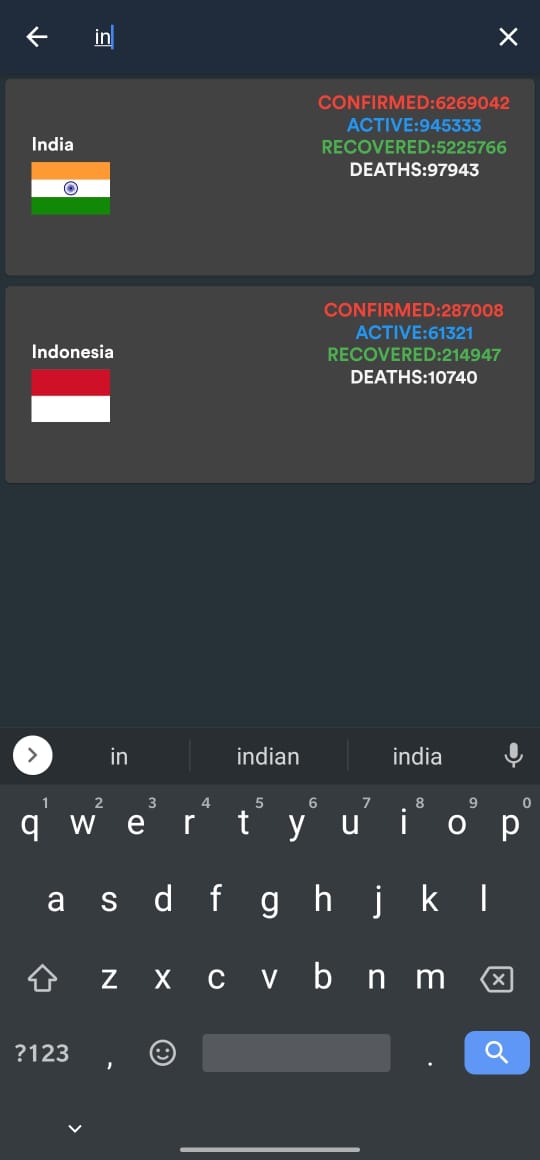 in
CONFIRMED:6269042
ACTIVE:945333
RECOVERED:5225766
DEATHS:97943
India
CONFIRMED:287008
ACTIVE:61321
RECOVERED:214947
DEATHS:10740
Indonesia
in indian india
1 2 3 4 5 6 7 8 9 0
q w e r t y u i o p
a s d f g h j k l
z x c v b n m
?123 , .